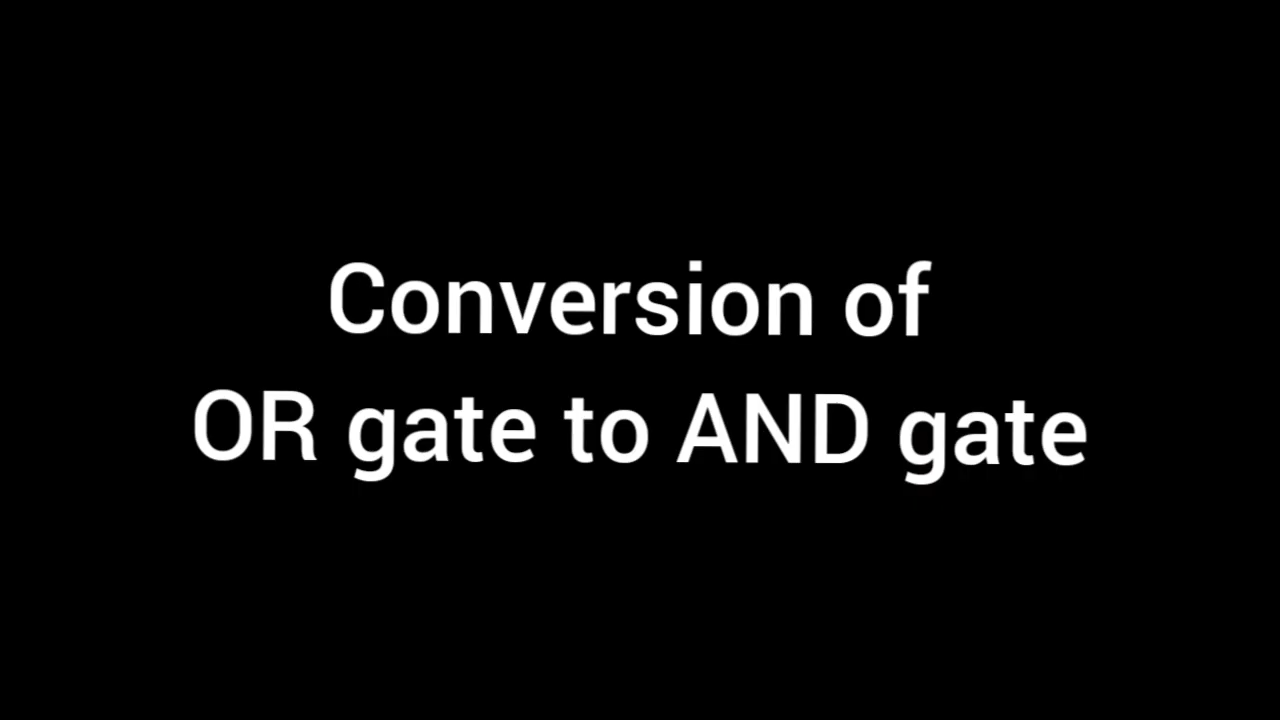 Conversion of
OR gate to AND gate